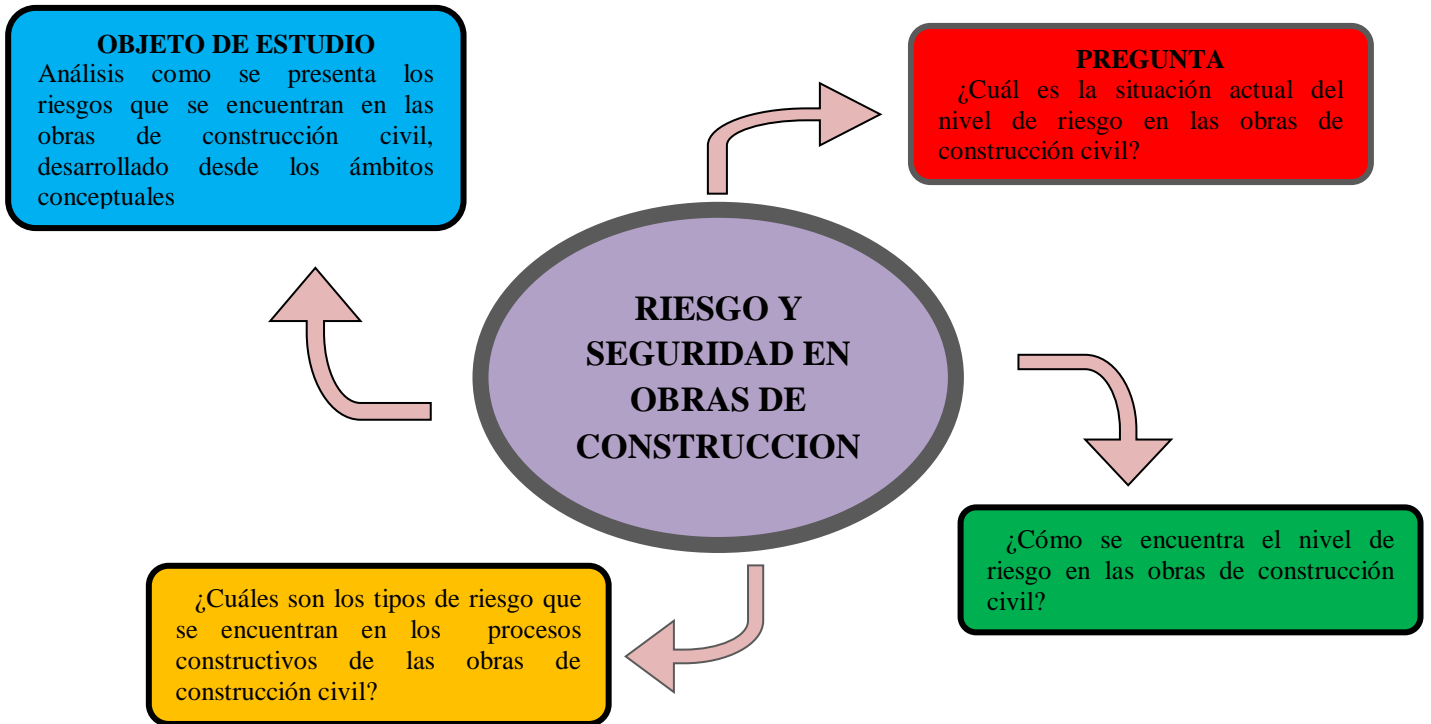 OBJETO DE ESTUDIO
Análisis como se presenta los
riesgos que se encuentran en las
obras de construcción civil,
desarrollado desde los ámbitos
conceptuales
PREGUNTA
¿Cuál es la situación actual del
nivel de riesgo en las obras de
construcción civil?
RIESGO Y
SEGURIDAD EN
OBRAS DE
CONSTRUCCION
¿Cómo se encuentra el nivel de
riesgo en las obras de construcción
civil?
¿Cuáles son los tipos de riesgo que
se encuentran en los procesos
constructivos de las obras de
construcción civil?